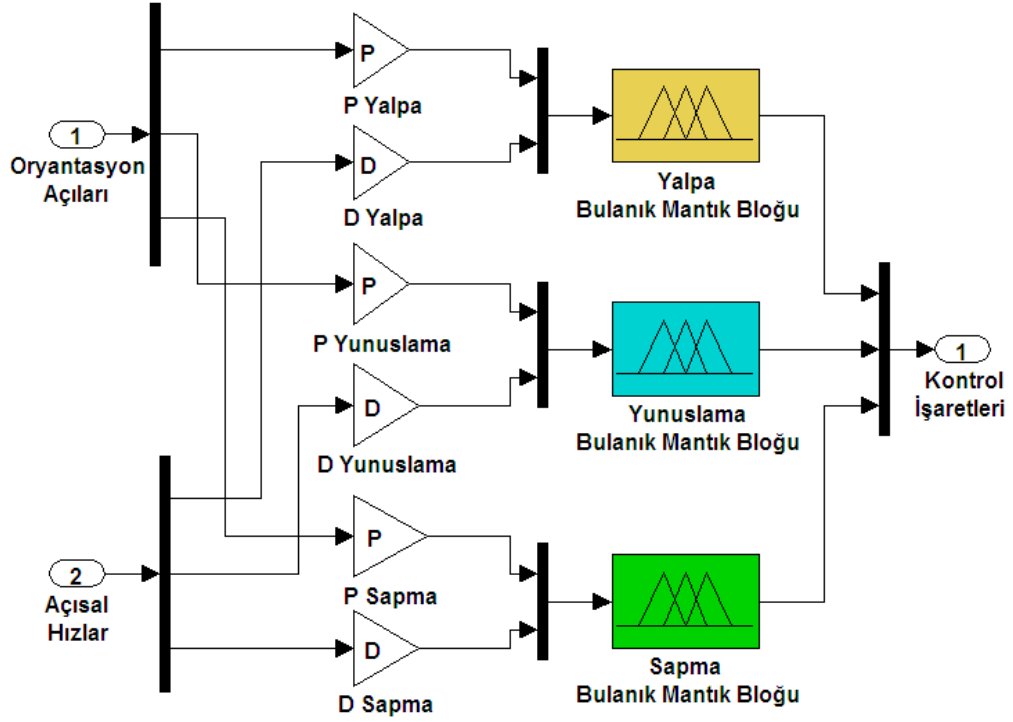 1
Oryantasyon
Açıları
P
P Yalpa
D
D Yalpa
Yalpa
Bulanık Mantık Bloğu
P
P Yunuslama
D
D Yunuslama
Yunuslama
Bulanık Mantık Bloğu
1
Kontrol
İşaretleri
2
Açısal
Hızlar
P
P Sapma
D
D Sapma
Sapma
Bulanık Mantık Bloğu